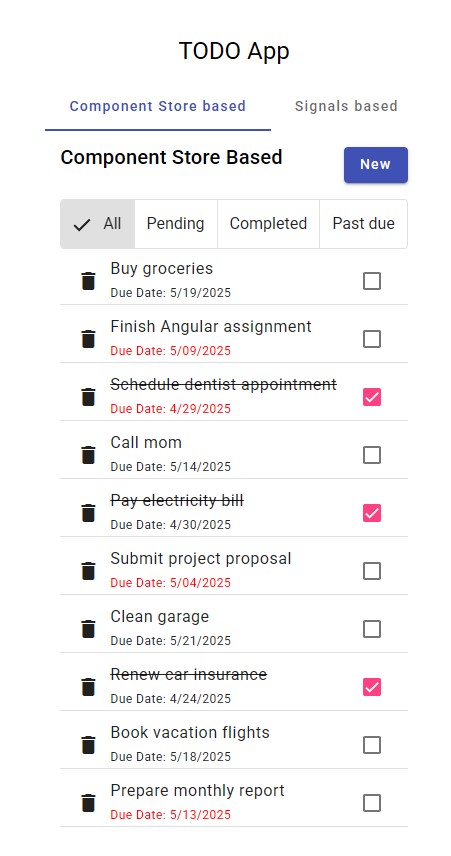 TODO App
Component Store based Signals based
Component Store Based New
All Pending Completed Past due
Buy groceries
Due Date: 5/19/2025
Finish Angular assignment
Due Date: 5/09/2025
Schedule dentist appointment
Due Date: 4/29/2025
Call mom
Due Date: 5/14/2025
Pay electricity bill
Due Date: 4/30/2025
Submit project proposal
Due Date: 5/04/2025
Clean garage
Due Date: 5/21/2025
Renew car insurance
Due Date: 4/24/2025
Book vacation flights
Due Date: 5/18/2025
Prepare monthly report
Due Date: 5/13/2025